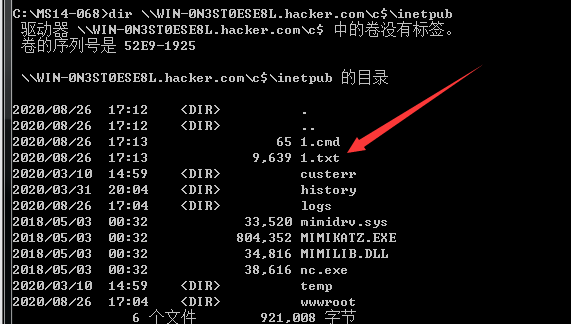 C:\MS14-068>dir \\WIN-0N3ST0ESE8L.hacker.com\c$\inetpub
驱动器 \\WIN-0N3ST0ESE8L.hacker.com\c$ 中的卷没有标签。
卷的序列号是 52E9-1925
\\WIN-0N3ST0ESE8L.hacker.com\c$\inetpub 的目录
2020/08/26 17:12 <DIR> .
2020/08/26 17:12 <DIR> ..
2020/08/26 17:13 65 1.cmd
2020/08/26 17:13 9,639 1.txt
2020/03/10 14:59 <DIR> custerr
2020/03/31 20:04 <DIR> history
2020/08/26 17:04 <DIR> logs
2018/05/03 00:32 33,520 mimidrv.sys
2018/05/03 00:32 804,352 MIMIKATZ.EXE
2018/05/03 00:32 34,816 MIMILIB.DLL
2018/05/03 00:32 38,616 nc.exe
2020/03/10 14:59 <DIR> temp
2020/08/26 17:04 <DIR> wwwroot
6 个文件 921,008 字节